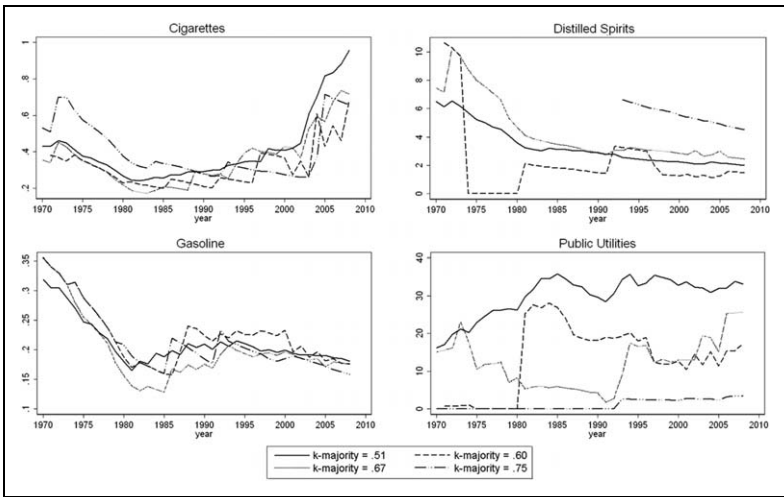 Cigarettes
1
.8
.6
.4
.2
1970 1975 1980 1985 1990 1995 2000 2005 2010
year
Distilled Spirits
10
8
6
4
2
0
1970 1975 1980 1985 1990 1995 2000 2005 2010
year
Gasoline
.35
.3
.25
.2
.15
.1
1970 1975 1980 1985 1990 1995 2000 2005 2010
year
Public Utilities
40
30
20
10
0
1970 1975 1980 1985 1990 1995 2000 2005 2010
year
k-majority = .51 k-majority = .60
k-majority = .67 k-majority = .75